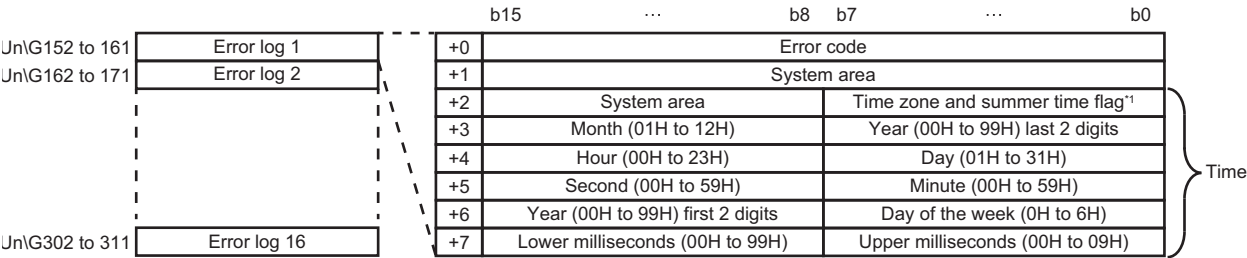 b15 ... b8 b7 ... b0
Un\G152 to 161 Error log 1 +0 Error code
Un\G162 to 171 Error log 2 +1 System area
+2 System area Time zone and summer time flag*1
+3 Month (01H to 12H) Year (00H to 99H) last 2 digits
+4 Hour (00H to 23H) Day (01H to 31H)
+5 Second (00H to 59H) Minute (00H to 59H)
+6 Year (00H to 99H) first 2 digits Day of the week (0H to 6H)
Un\G302 to 311 Error log 16 +7 Lower milliseconds (00H to 99H) Upper milliseconds (00H to 09H)
Time